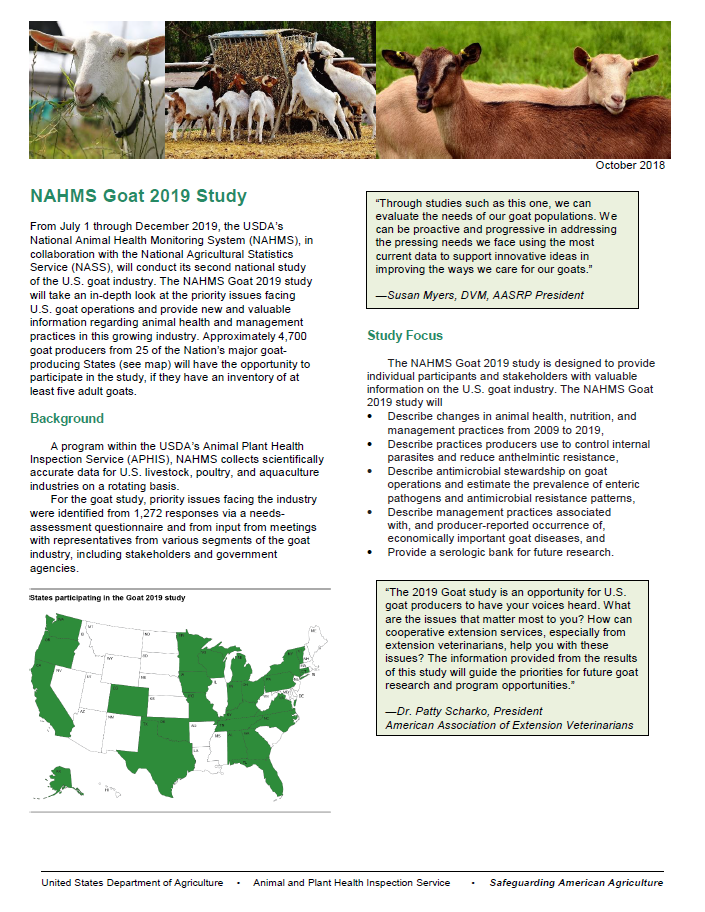 October 2018
NAHMS Goat 2019 Study
From July 1 through December 2019, the USDA's
National Animal Health Monitoring System (NAHMS), in
collaboration with the National Agricultural Statistics
Service (NASS), will conduct its second national study
of the U.S. goat industry. The NAHMS Goat 2019 study
will take an in-depth look at the priority issues facing
U.S. goat operations and provide new and valuable
information regarding animal health and management
practices in this growing industry. Approximately 4,700
goat producers from 25 of the Nation's major goat-
producing States (see map) will have the opportunity to
participate in the study, if they have an inventory of at
least five adult goats.
Background
A program within the USDA's Animal Plant Health
Inspection Service (APHIS), NAHMS collects scientifically
accurate data for U.S. livestock, poultry, and aquaculture
industries on a rotating basis.
For the goat study, priority issues facing the industry
were identified from 1,272 responses via a needs-
assessment questionnaire and from input from meetings
with representatives from various segments of the goat
industry, including stakeholders and government
agencies.
States participating in the Goat 2019 study
"Through studies such as this one, we can
evaluate the needs of our goat populations. We
can be proactive and progressive in addressing
the pressing needs we face using the most
current data to support innovative ideas in
improving the ways we care for our goats."
—Susan Myers, DVM, AASRP President
Study Focus
The NAHMS Goat 2019 study is designed to provide
individual participants and stakeholders with valuable
information on the U.S. goat industry. The NAHMS Goat
2019 study will
• Describe changes in animal health, nutrition, and
management practices from 2009 to 2019,
• Describe practices producers use to control internal
parasites and reduce anthelmintic resistance,
• Describe antimicrobial stewardship on goat
operations and estimate the prevalence of enteric
pathogens and antimicrobial resistance patterns,
• Describe management practices associated
with, and producer-reported occurrence of,
economically important goat diseases, and
• Provide a serologic bank for future research.
"The 2019 Goat study is an opportunity for U.S.
goat producers to have your voices heard. What
are the issues that matter most to you? How can
cooperative extension services, especially from
extension veterinarians, help you with these
issues? The information provided from the results
of this study will guide the priorities for future goat
research and program opportunities."
—Dr. Patty Scharko, President
American Association of Extension Veterinarians
United States Department of Agriculture • Animal and Plant Health Inspection Service • Safeguarding American Agriculture